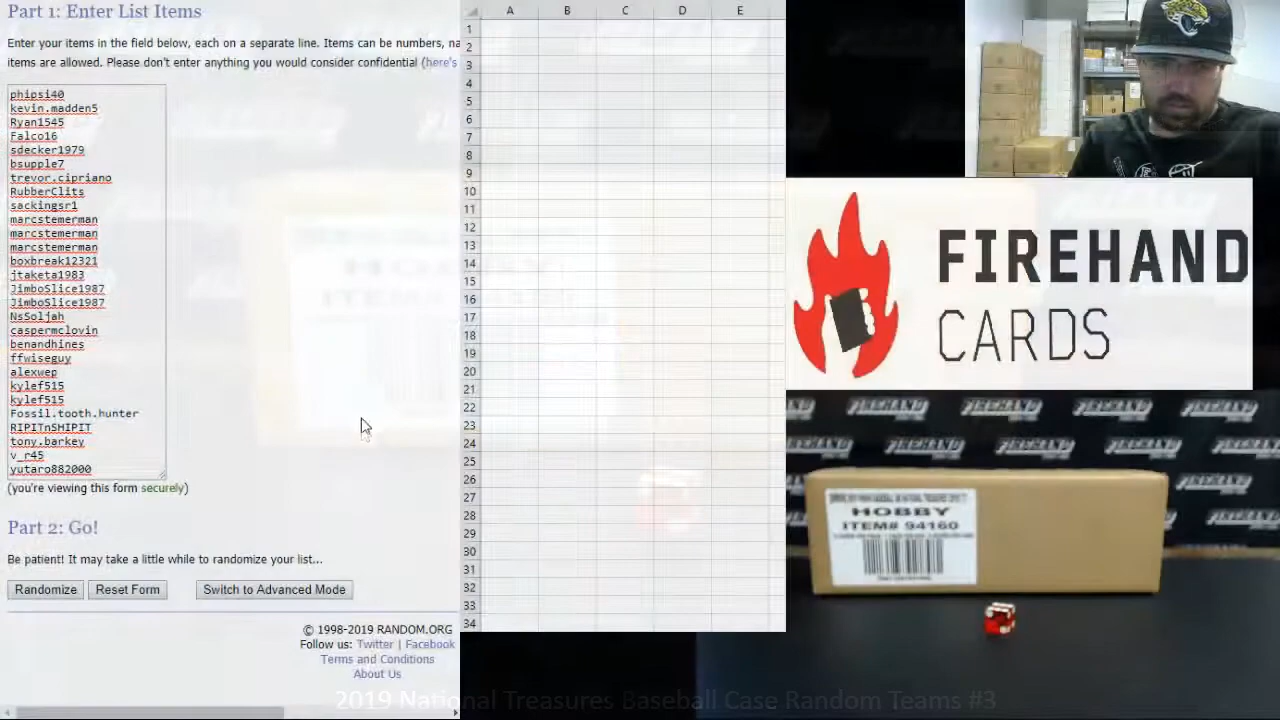 Part 1: Enter List Items
Enter your items in the field below, each on a separate line. Items can be numbers, na
items are allowed. Please don't enter anything you would consider confidential (here's
phipsi40
kevin.madden5
Ryan1545
Falco16
sdecker1979
bsupple7
trevor.cipriano
RubberClits
sackingsr1
marcstemerman
marcstemerman
marcstemerman
boxbreak12321
jtaketa1983
JimboSlice1987
JimboSlice1987
NsSoljah
caspermclovin
benandhines
ffwiseguy
alexwep
kylef515
kylef515
Fossil.tooth.hunter
RIPITnSHIPIT
tony.barkey
v_r45
yutaro882000
(you're viewing this form securely)
Part 2: Go!
Be patient! It may take a little while to randomize your list...
Randomize Reset Form Switch to Advanced Mode
© 1998-2019 RANDOM.ORG
Follow us: Twitter | Facebook
Terms and Conditions
About Us
A B C D E
1
2
3
4
5
6
7
8
9
10
11
12
13
14
15
16
17
18
19
20
21
22
23
24
25
26
27
28
29
30
31
32
33
34
FIREHAND
CARDS
FIREHAND FIREHAND FIREHAND
HOBBY
ITEM# 94160
2019 National Treasures Baseball Case Random Teams #3